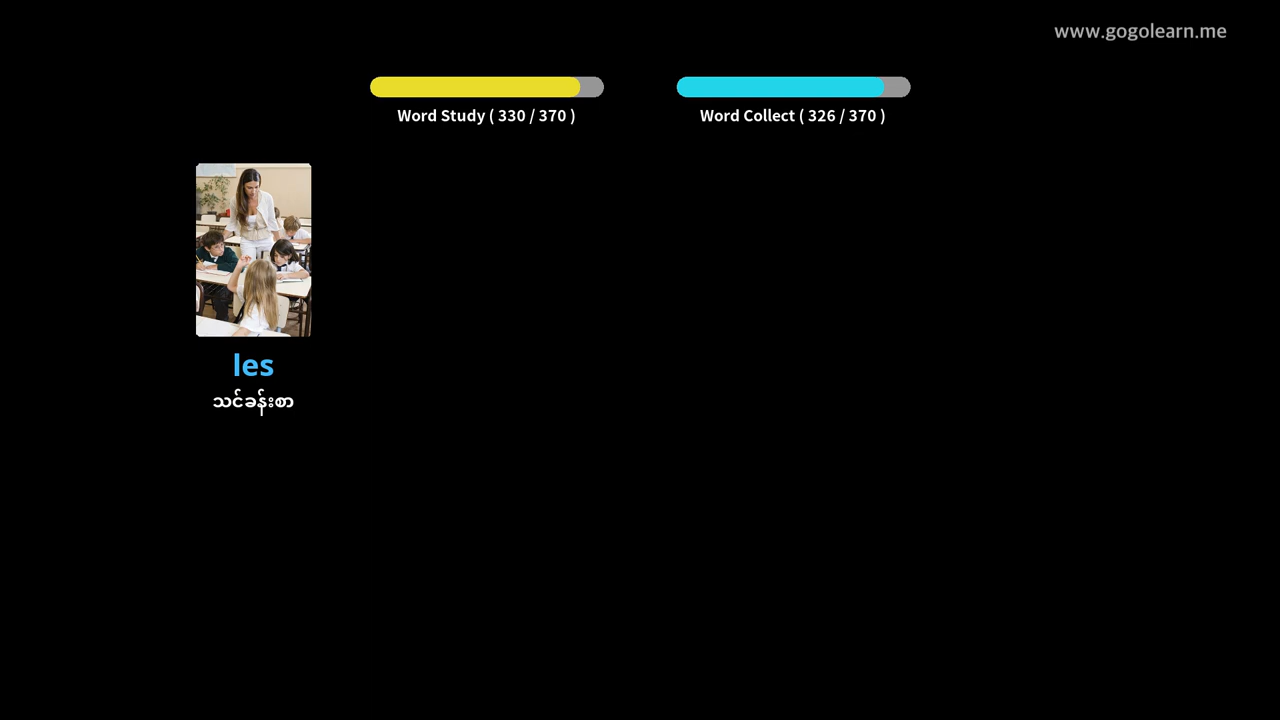 www.gogolearn.me
Word Study ( 330 / 370 )
Word Collect ( 326 / 370 )
les
သင်ခန်းစာ